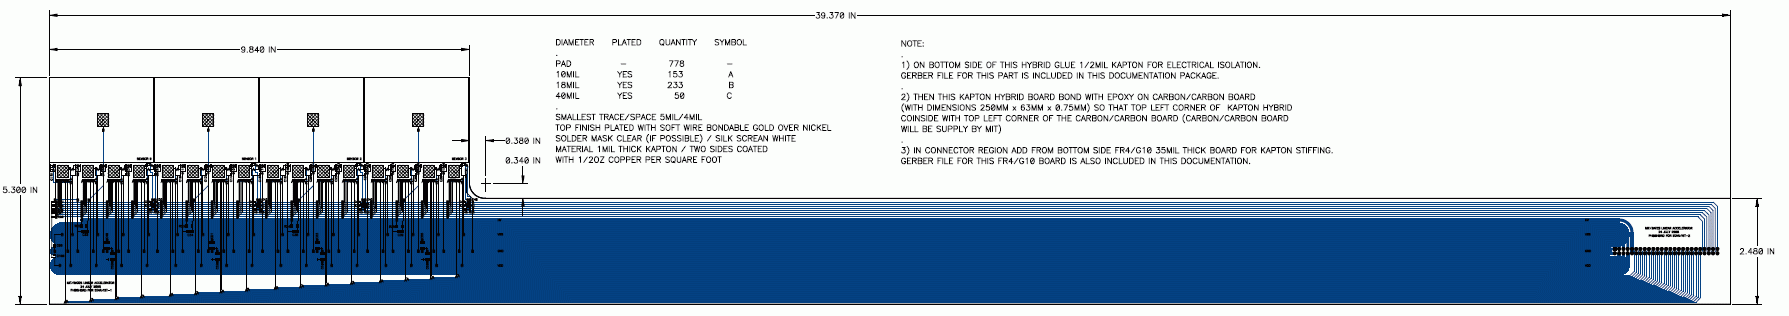 39.370 IN
9.840 IN
DIAMETER PLATED QUANTITY SYMBOL
.
PAD – 778 –
10MIL YES 153 A
18MIL YES 233 B
40MIL YES 50 C
.
SMALLEST TRACE/SPACE 5MIL/4MIL
TOP FINISH PLATED WITH SOFT WIRE BONDABLE GOLD OVER NICKEL
SOLDER MASK CLEAR (IF POSSIBLE) / SILK SCREAN WHITE
MATERIAL 1MIL THICK KAPTON / TWO SIDES COATED
WITH 1/2OZ COPPER PER SQUARE FOOT
NOTE:
.
1) ON BOTTOM SIDE OF THIS HYBRID GLUE 1/2MIL KAPTON FOR ELECTRICAL ISOLATION.
GERBER FILE FOR THIS PART IS INCLUDED IN THIS DOCUMENTATION PACKAGE.
.
2) THEN THIS KAPTON HYBRID BOARD BOND WITH EPOXY ON CARBON/CARBON BOARD
(WITH DIMENSIONS 250MM x 63MM x 0.75MM) SO THAT TOP LEFT CORNER OF KAPTON HYBRID
COINSIDE WITH TOP LEFT CORNER OF THE CARBON/CARBON BOARD (CARBON/CARBON BOARD
WILL BE SUPPLY BY MIT)
.
3) IN CONNECTOR REGION ADD FROM BOTTOM SIDE FR4/G10 35MIL THICK BOARD FOR KAPTON STIFFING.
GERBER FILE FOR THIS FR4/G10 BOARD IS ALSO INCLUDED IN THIS DOCUMENTATION.
0.380 IN
0.340 IN
5.300 IN
2.480 IN